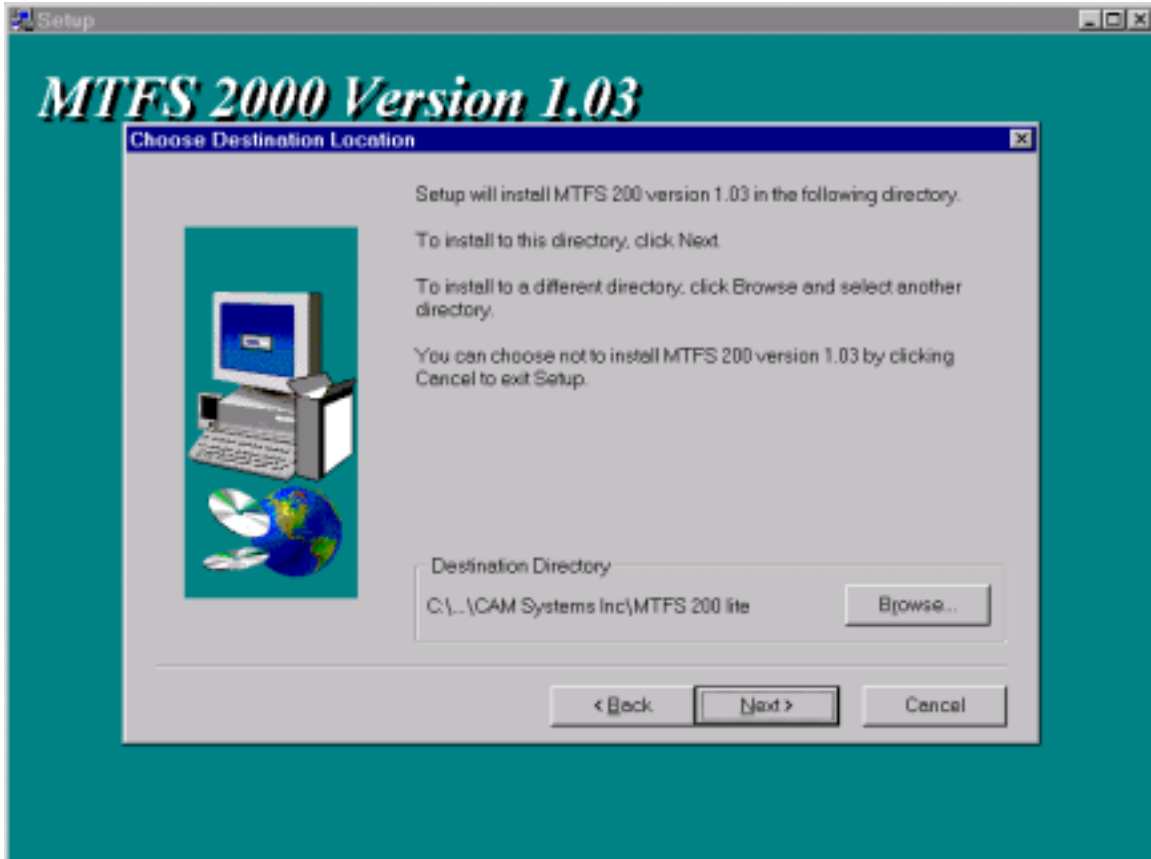 Setup
MTFS 2000 Version 1.03
Choose Destination Location
Setup will install MTFS 200 version 1.03 in the following directory.
To install to this directory, click Next.
To install to a different directory, click Browse and select another
directory.
You can choose not to install MTFS 200 version 1.03 by clicking
Cancel to exit Setup.
Destination Directory
C:\...\CAM Systems Inc\MTFS 200 lite
Browse...
< Back
Next >
Cancel